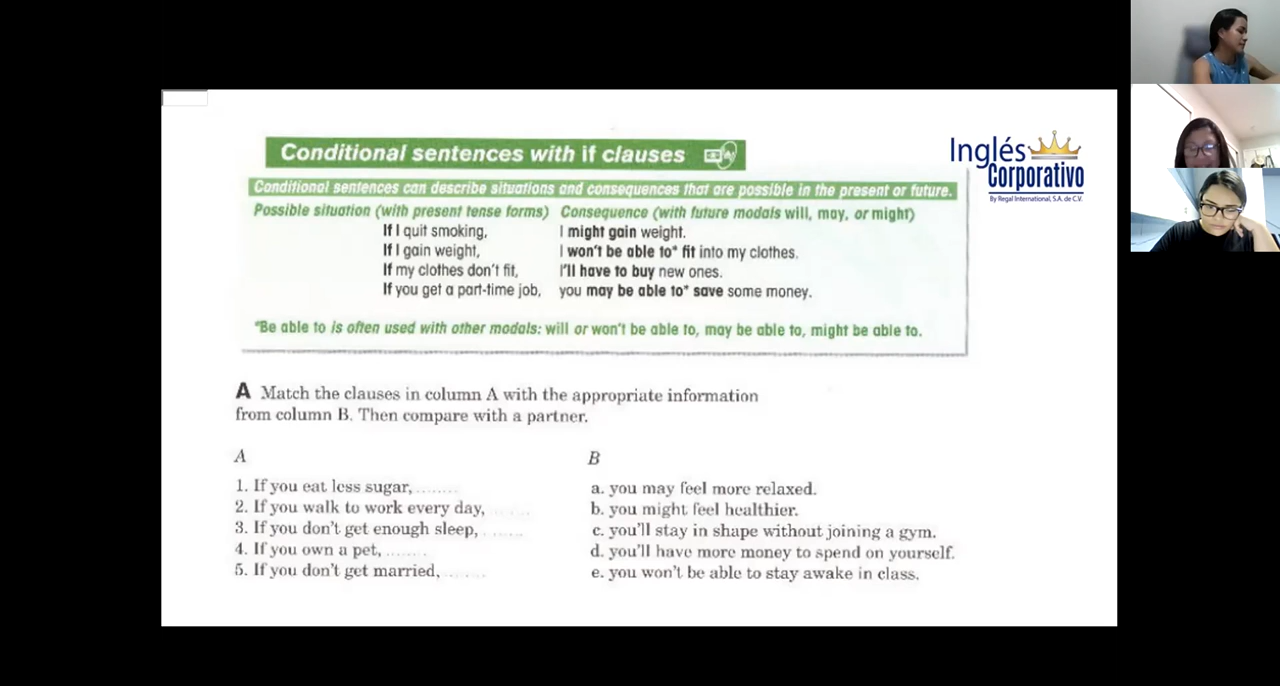 Conditional sentences with if clauses
Inglés
Corporativo
By Regal International, S.A. de C.V.
Conditional sentences can describe situations and consequences that are possible in the present or future.
Possible situation (with present tense forms) Consequence (with future modals will, may, or might)
If I quit smoking, I might gain weight.
If I gain weight, I won't be able to* fit into my clothes.
If my clothes don't fit, I'll have to buy new ones.
If you get a part-time job, you may be able to* save some money.
*Be able to is often used with other modals: will or won't be able to, may be able to, might be able to.
A Match the clauses in column A with the appropriate information
from column B. Then compare with a partner.
A B
1. If you eat less sugar, ........ a. you may feel more relaxed.
2. If you walk to work every day, ....... b. you might feel healthier.
3. If you don't get enough sleep, ........ c. you'll stay in shape without joining a gym.
4. If you own a pet, ........ d. you'll have more money to spend on yourself.
5. If you don't get married, ........ e. you won't be able to stay awake in class.